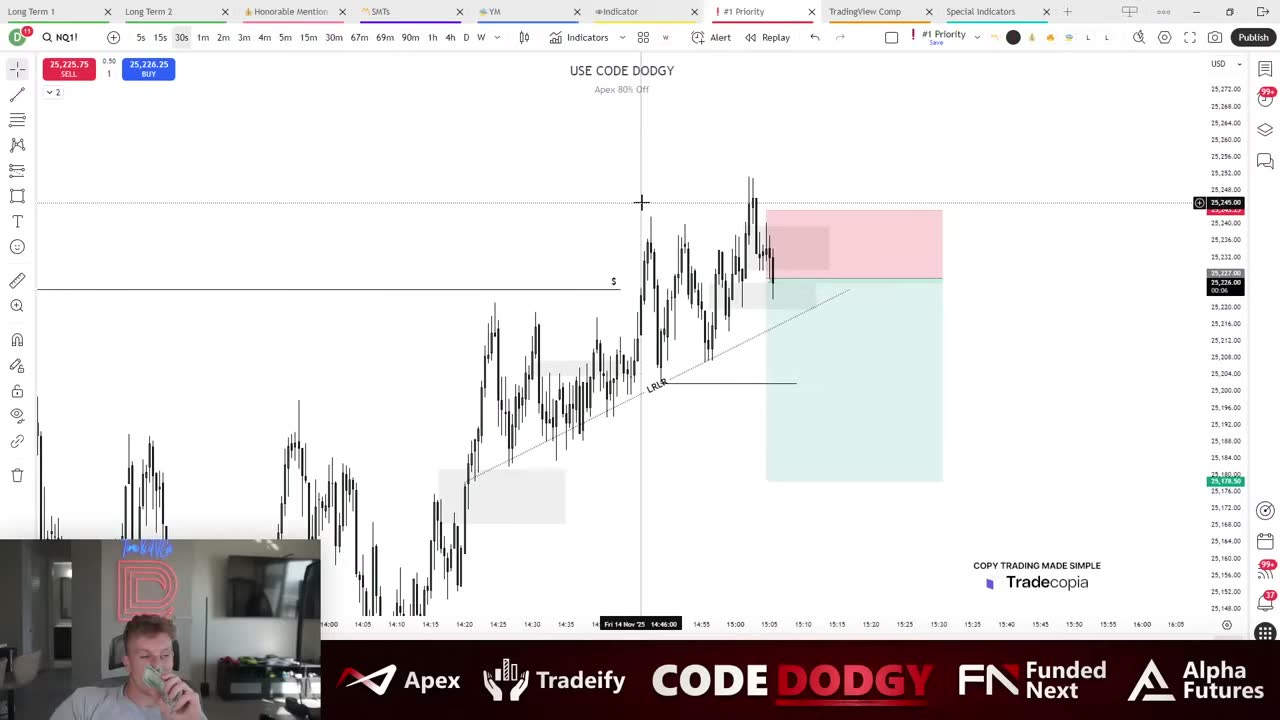 Long Term 1
Long Term 2
Honorable Mention
SMTs
YM
Indicator
#1 Priority
TradingView Comp
Special Indicators
D
11
NQ1!
5s 15s 30s 1m 2m 3m 4m 5m 15m 30m 67m 69m 90m 1h 4h D W
Indicators
Alert
Replay
#1 Priority
Save
L L
Publish
25,225.75
SELL
0.50
1
25,226.25
BUY
2
USE CODE DODGY
Apex 80% Off
USD
25,272.00
25,268.00
25,264.00
25,260.00
25,256.00
25,252.00
25,248.00
25,245.00
25,240.00
25,236.00
25,232.00
25,227.00
25,226.00
00:06
25,220.00
25,216.00
25,212.00
25,208.00
25,204.00
25,200.00
25,196.00
25,192.00
25,188.00
25,184.00
25,180.00
25,178.50
25,176.00
25,172.00
25,168.00
25,164.00
25,160.00
25,156.00
25,152.00
25,148.00
99+
99+
37
$
LRLR
COPY TRADING MADE SIMPLE
Tradecopia
14:05 14:10 14:15 14:20 14:25 14:30 14:35 Fri 14 Nov '25 14:46:00 14:55 15:00 15:05 15:10 15:15 15:20 15:25 15:30 15:35 15:40 15:45 15:50 15:55 16:00 16:05
D
Apex
Tradeify
CODE DODGY
FN Funded Next
Alpha Futures